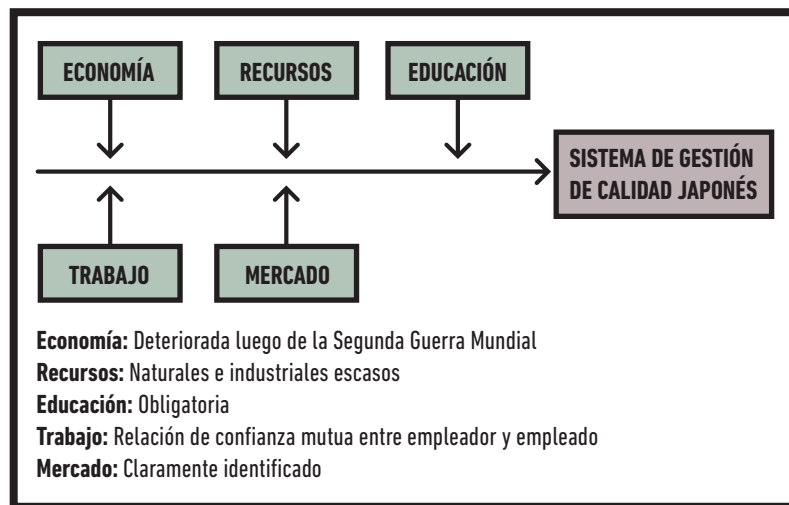 ECONOMÍA
RECURSOS
EDUCACIÓN
SISTEMA DE GESTIÓN
DE CALIDAD JAPONÉS
TRABAJO
MERCADO
Economía: Deteriorada luego de la Segunda Guerra Mundial
Recursos: Naturales e industriales escasos
Educación: Obligatoria
Trabajo: Relación de confianza mutua entre empleador y empleado
Mercado: Claramente identificado